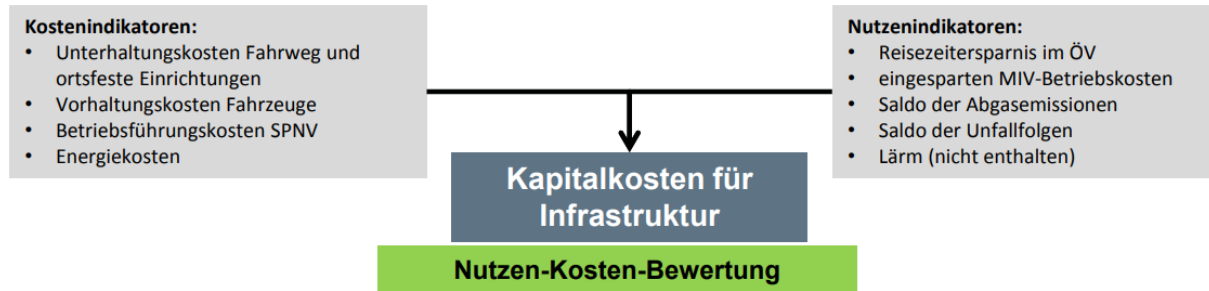 Kostenindikatoren:
• Unterhaltungskosten Fahrweg und
ortsfeste Einrichtungen
• Vorhaltungskosten Fahrzeuge
• Betriebsführungskosten SPNV
• Energiekosten
Nutzenindikatoren:
• Reisezeitersparnis im ÖV
• eingesparten MIV-Betriebskosten
• Saldo der Abgasemissionen
• Saldo der Unfallfolgen
• Lärm (nicht enthalten)
Kapitalkosten für
Infrastruktur
Nutzen-Kosten-Bewertung